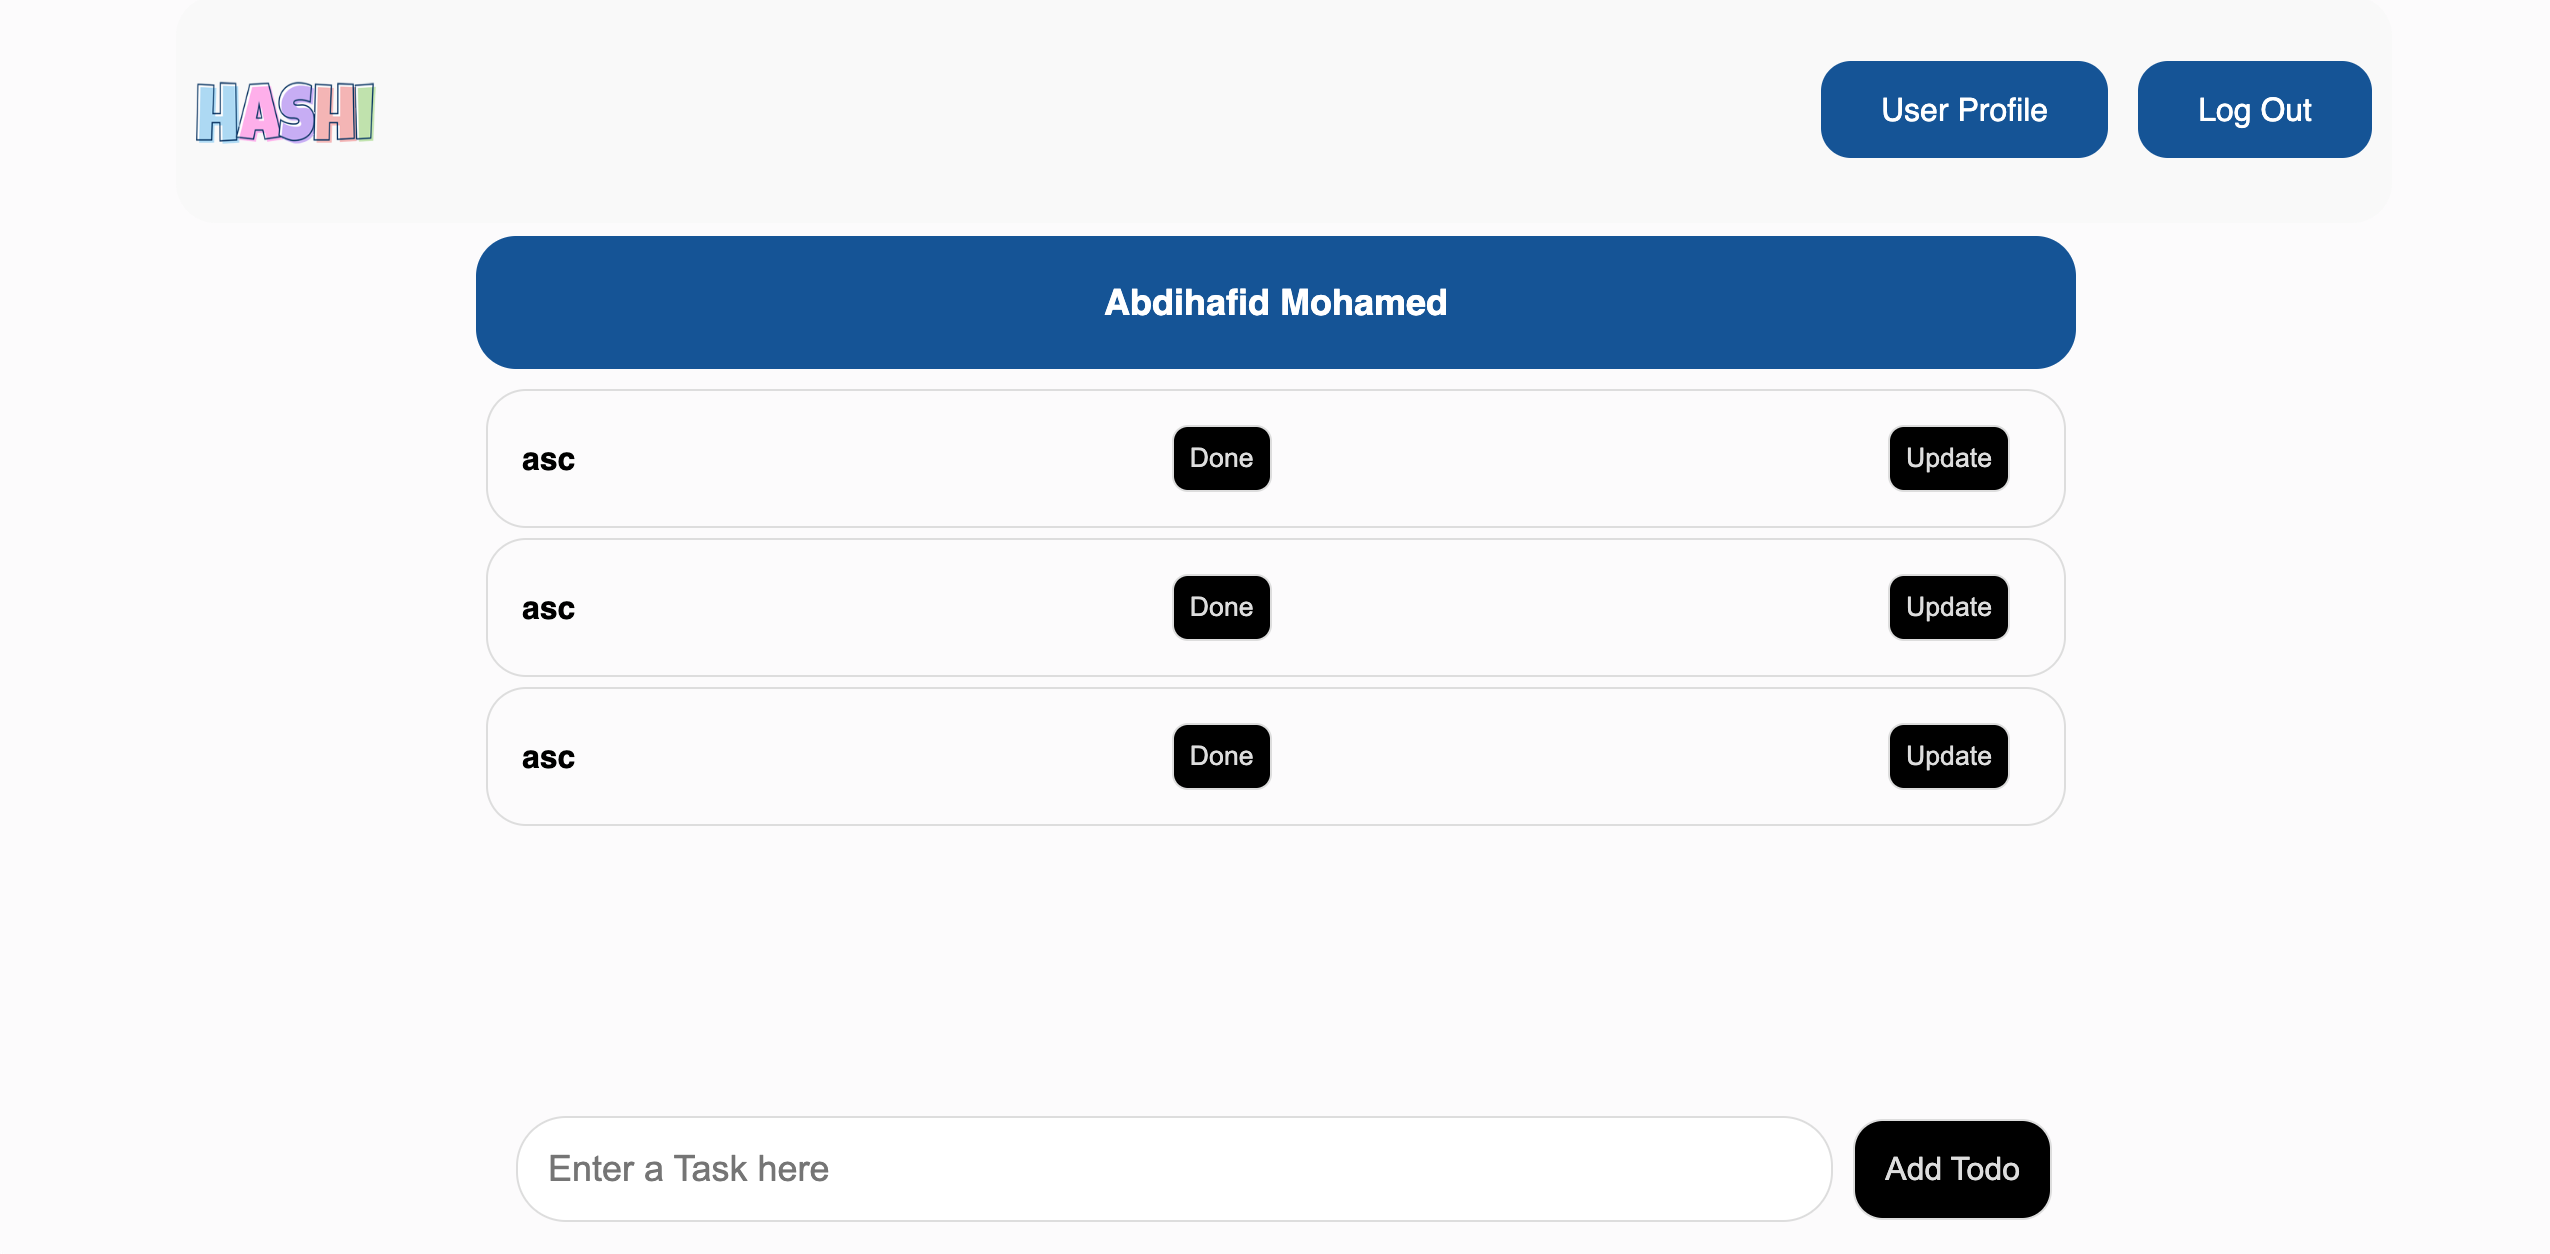 HASHI
User Profile
Log Out
Abdihafid Mohamed
asc
Done
Update
asc
Done
Update
asc
Done
Update
Enter a Task here
Add Todo